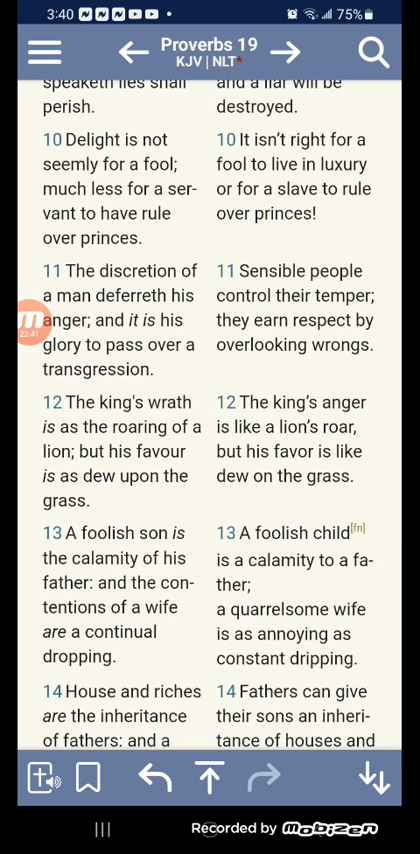 3:40 75%
Proverbs 19
KJV | NLT*
speaketh lies shall
perish.
10 Delight is not
seemly for a fool;
much less for a ser-
vant to have rule
over princes.
11 The discretion of
a man deferreth his
anger; and it is his
glory to pass over a
transgression.
12 The king's wrath
is as the roaring of a
lion; but his favour
is as dew upon the
grass.
13 A foolish son is
the calamity of his
father: and the con-
tentions of a wife
are a continual
dropping.
14 House and riches
are the inheritance
of fathers: and a
and a liar will be
destroyed.
10 It isn’t right for a
fool to live in luxury
or for a slave to rule
over princes!
11 Sensible people
control their temper;
they earn respect by
overlooking wrongs.
12 The king’s anger
is like a lion’s roar,
but his favor is like
dew on the grass.
13 A foolish child[fn]
is a calamity to a fa-
ther;
a quarrelsome wife
is as annoying as
constant dripping.
14 Fathers can give
their sons an inheri-
tance of houses and
23:41
Recorded by mobizen